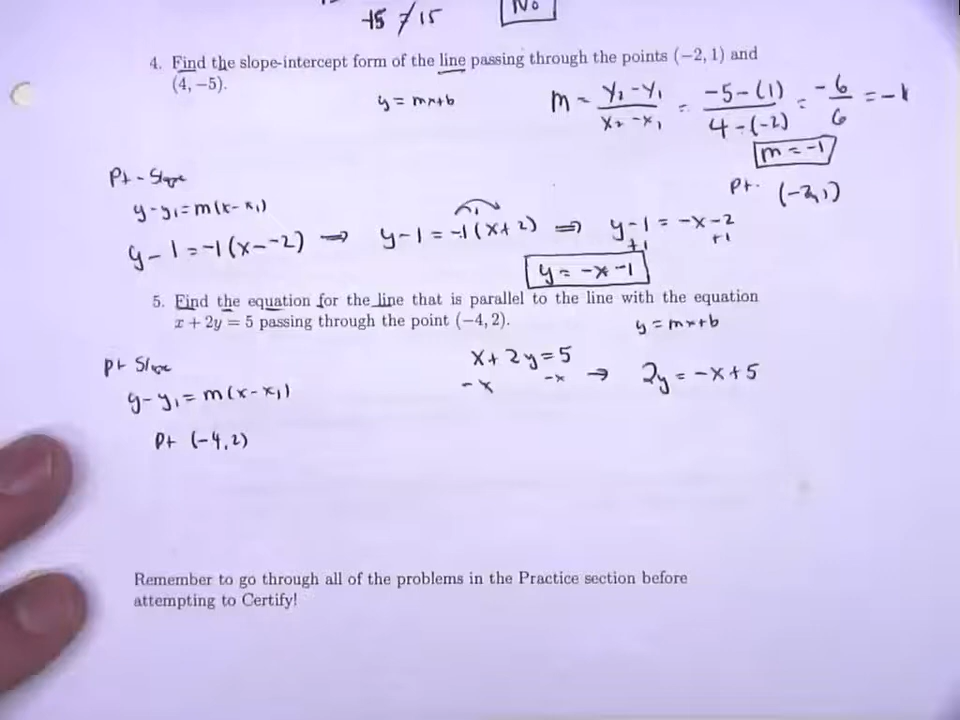 -15 ≠ 15 No
4. Find the slope-intercept form of the line passing through the points (−2, 1) and
(4, −5).
y = mx+b
m = y₂ - y₁ / x₂ - x₁ = -5 - (1) / 4 - (-2) = -6 / 6 = -1
m = -1
Pt - Slope
pt. (-2,1)
y - y₁ = m(x - x₁)
y - 1 = -1(x - -2) ⇒ y - 1 = -1(x + 2) ⇒ y - 1 = -x - 2
+1 +1
y = -x -1
5. Find the equation for the line that is parallel to the line with the equation
x + 2y = 5 passing through the point (−4, 2).
y = mx+b
pt Slope
x + 2y = 5
-x -x → 2y = -x + 5
y - y₁ = m(x - x₁)
pt (-4, 2)
Remember to go through all of the problems in the Practice section before
attempting to Certify!